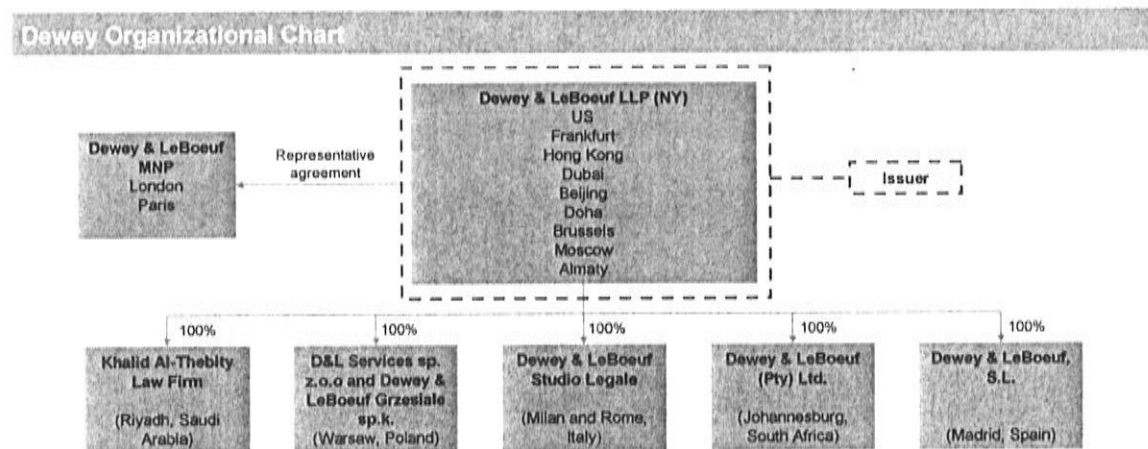 Dewey Organizational Chart
Dewey & LeBoeuf LLP (NY)
US
Frankfurt
Hong Kong
Dubai
Beijing
Doha
Brussels
Moscow
Almaty
Dewey & LeBoeuf
MNP
London
Paris
Representative
agreement
Issuer
100%
100%
100%
100%
100%
Khalid Al-Thebity
Law Firm
(Riyadh, Saudi
Arabia)
D&L Services sp.
z.o.o and Dewey &
LeBoeuf Grzesiale
sp.k.
(Warsaw, Poland)
Dewey & LeBoeuf
Studio Legale
(Milan and Rome,
Italy)
Dewey & LeBoeuf
(Pty) Ltd.
(Johannesburg,
South Africa)
Dewey & LeBoeuf,
S.L.
(Madrid, Spain)